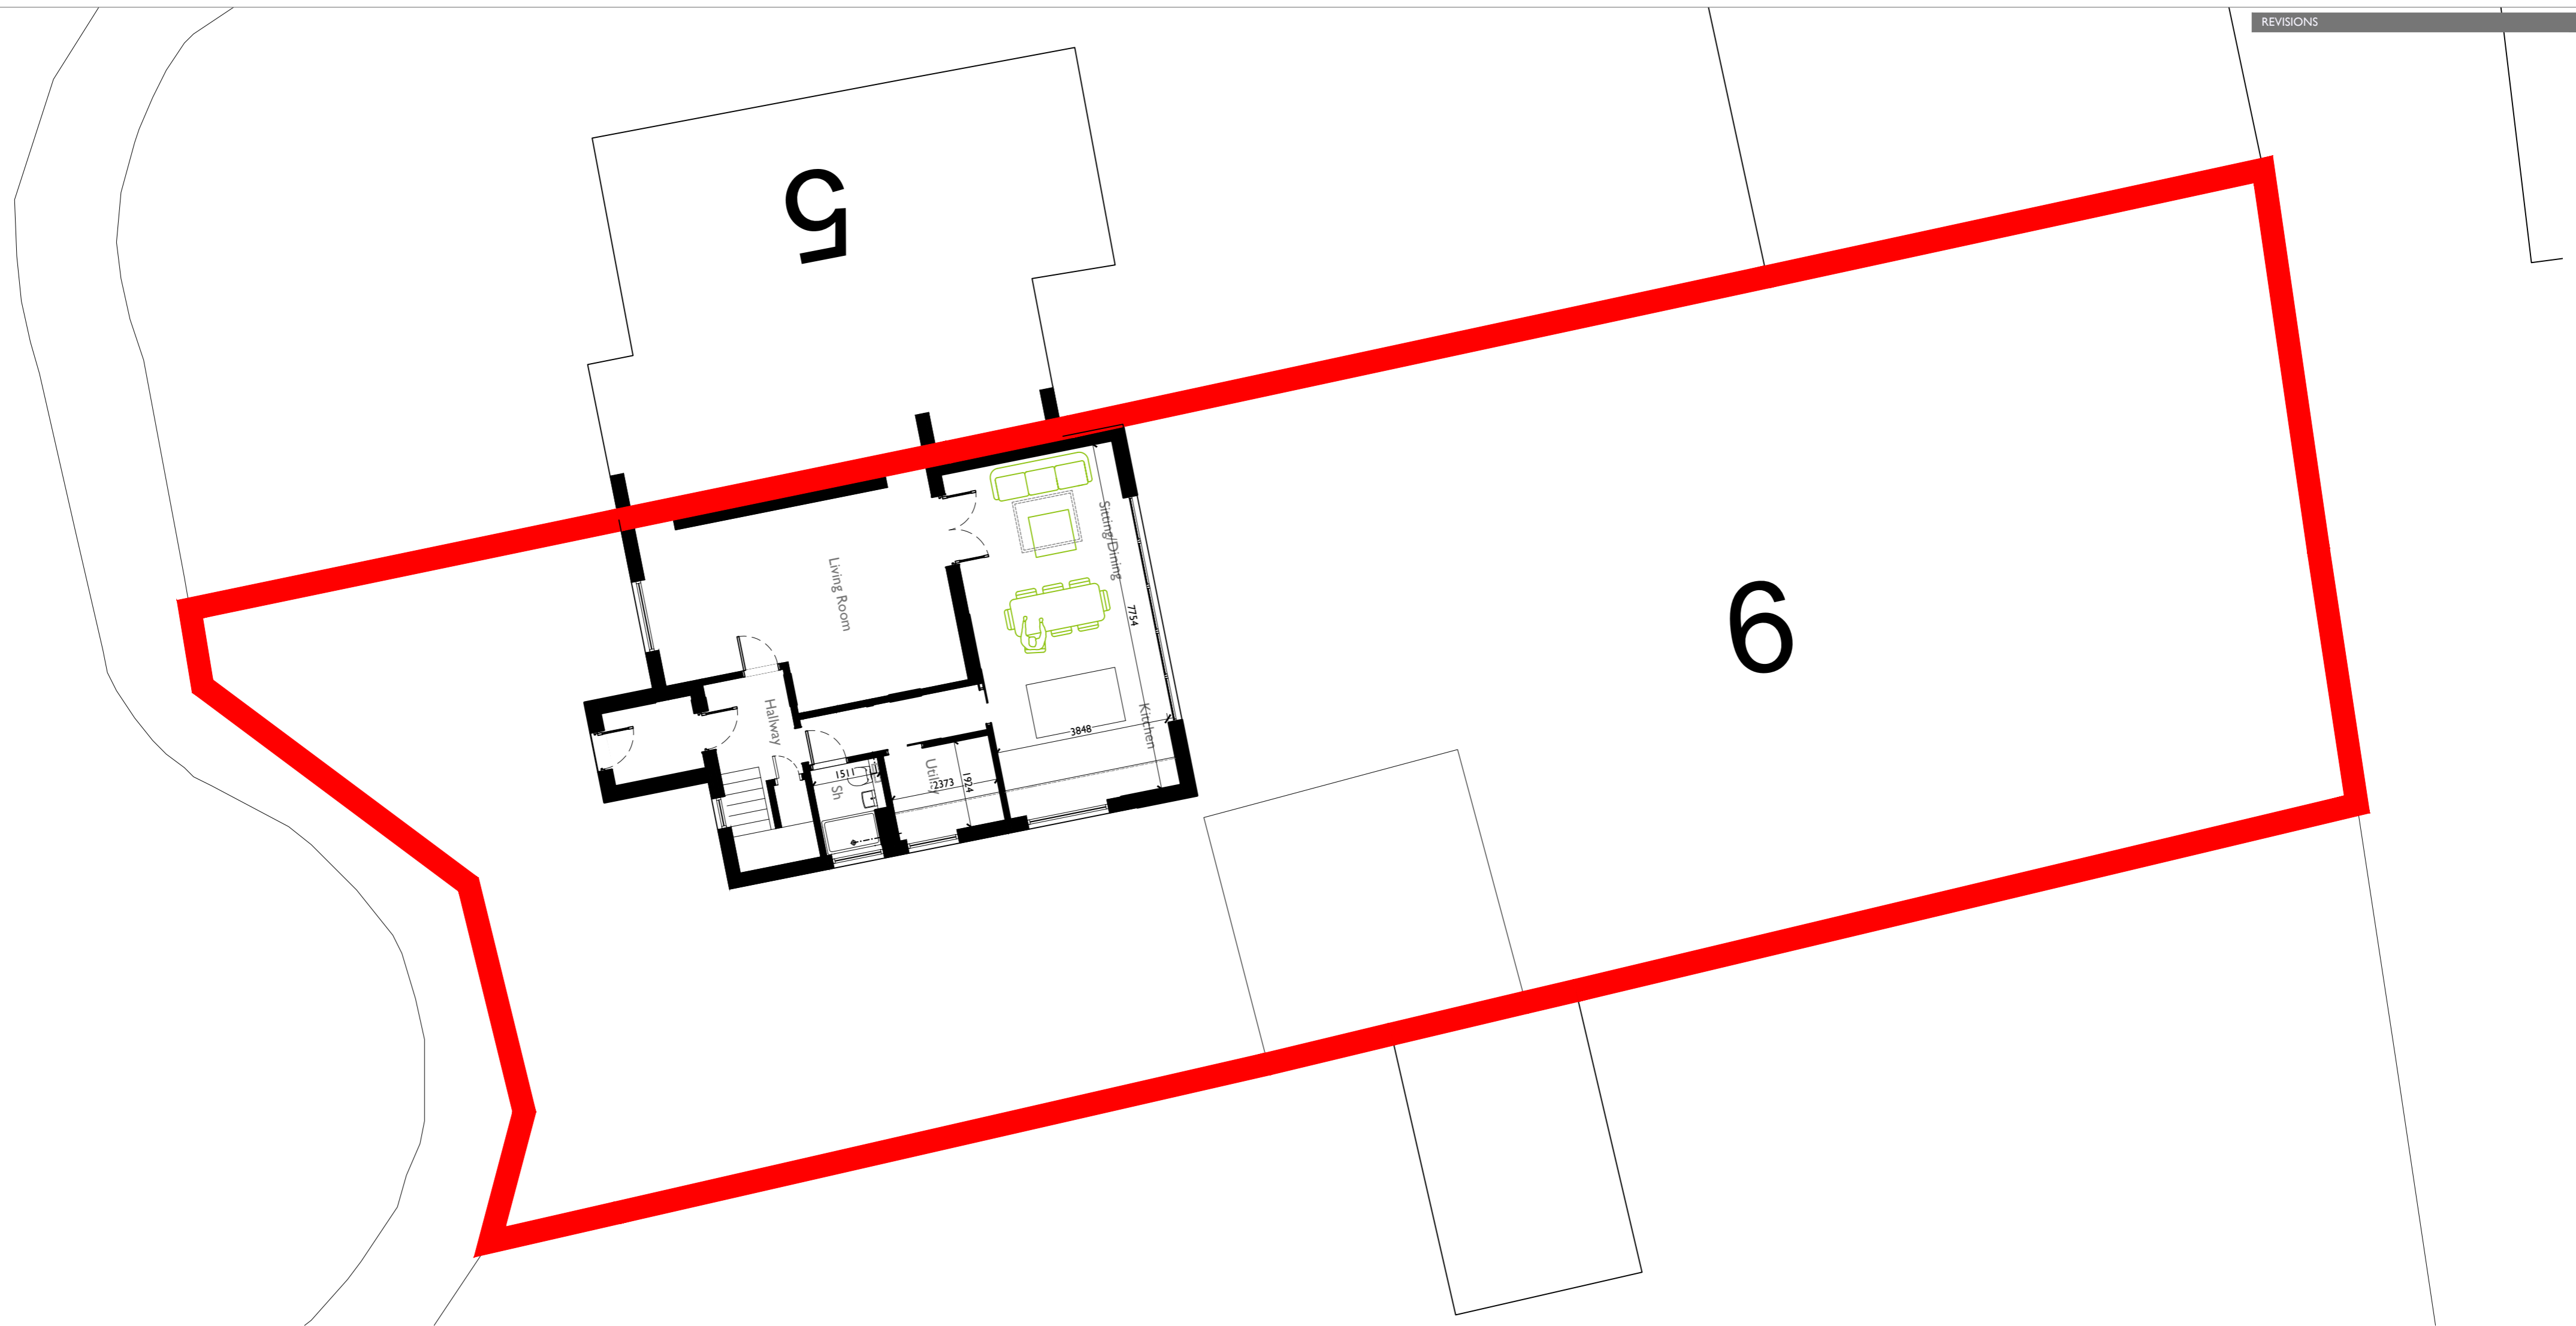 REVISIONS
5
Sitting/Dining
Living Room
7754
6
Hallway
Kitchen
3848
1511
Sh
Utility
2373
1924